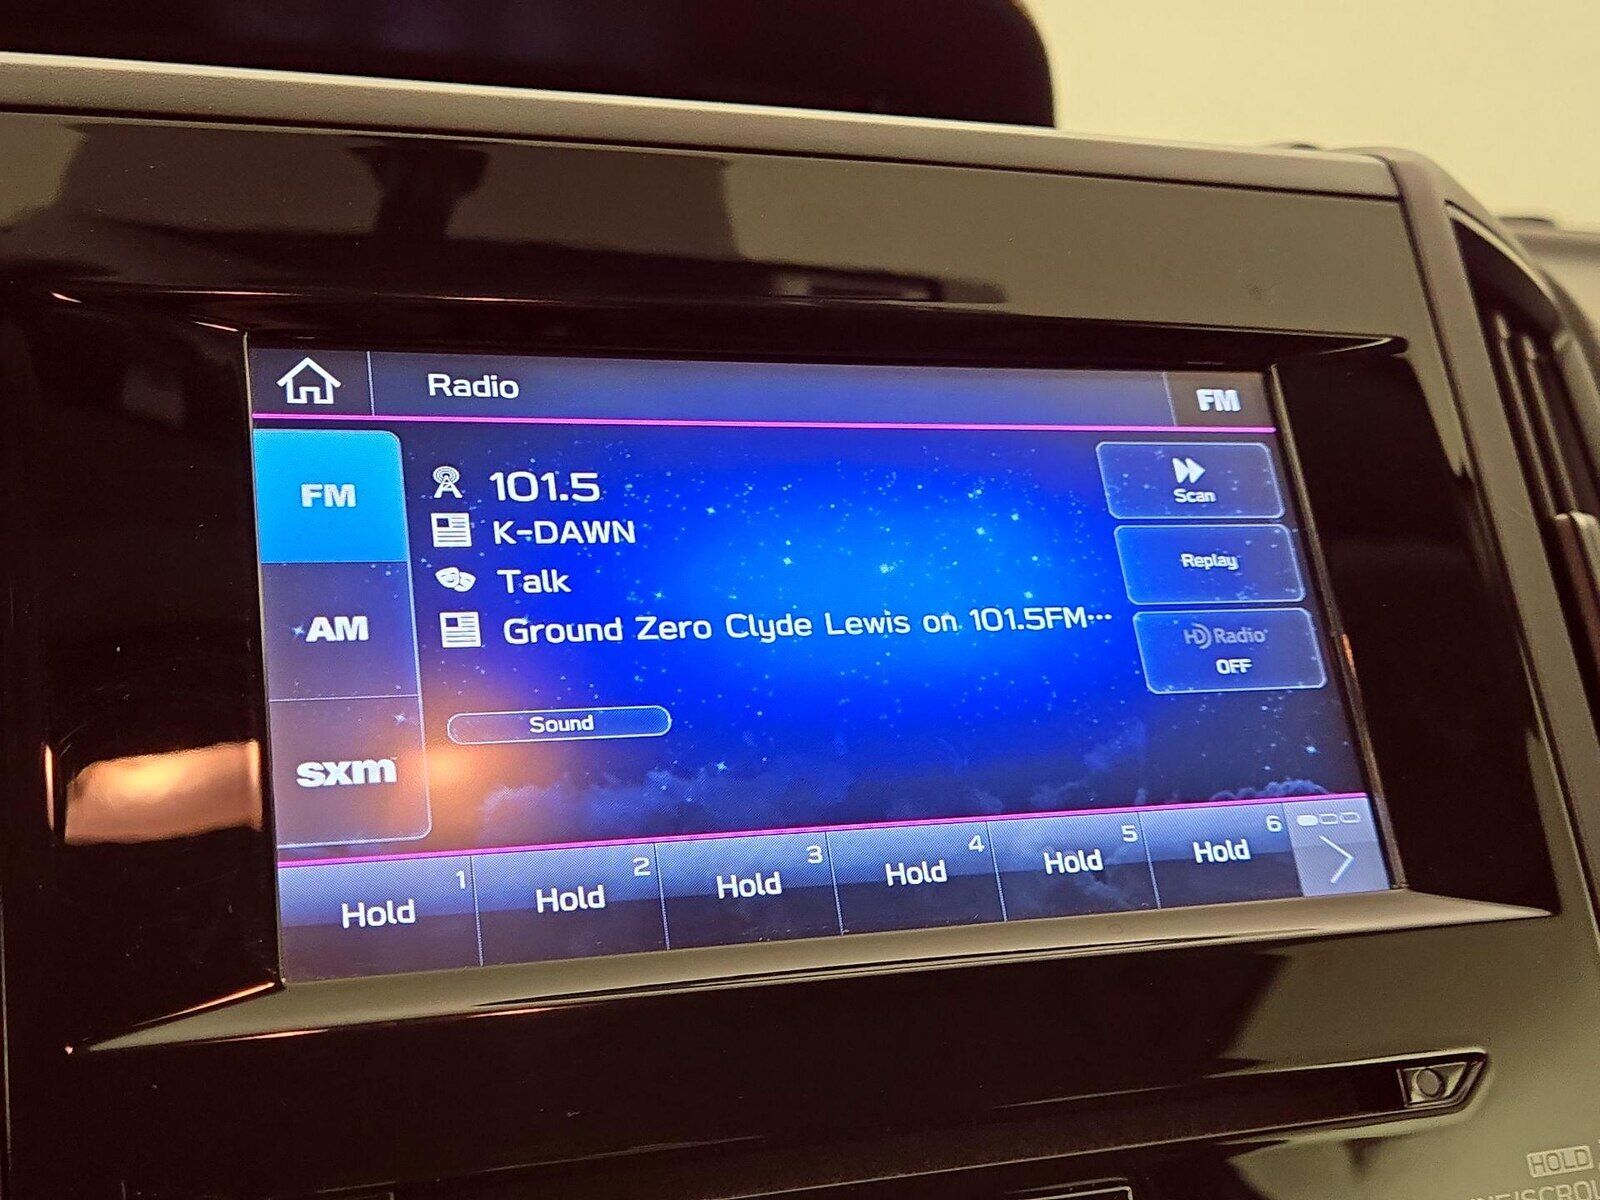 Radio
FM
FM
AM
sxm
101.5
K-DAWN
Talk
Ground Zero Clyde Lewis on 101.5FM…
Sound
Scan
Replay
HD Radio
OFF
1
Hold
2
Hold
3
Hold
4
Hold
5
Hold
6
Hold
HOLD